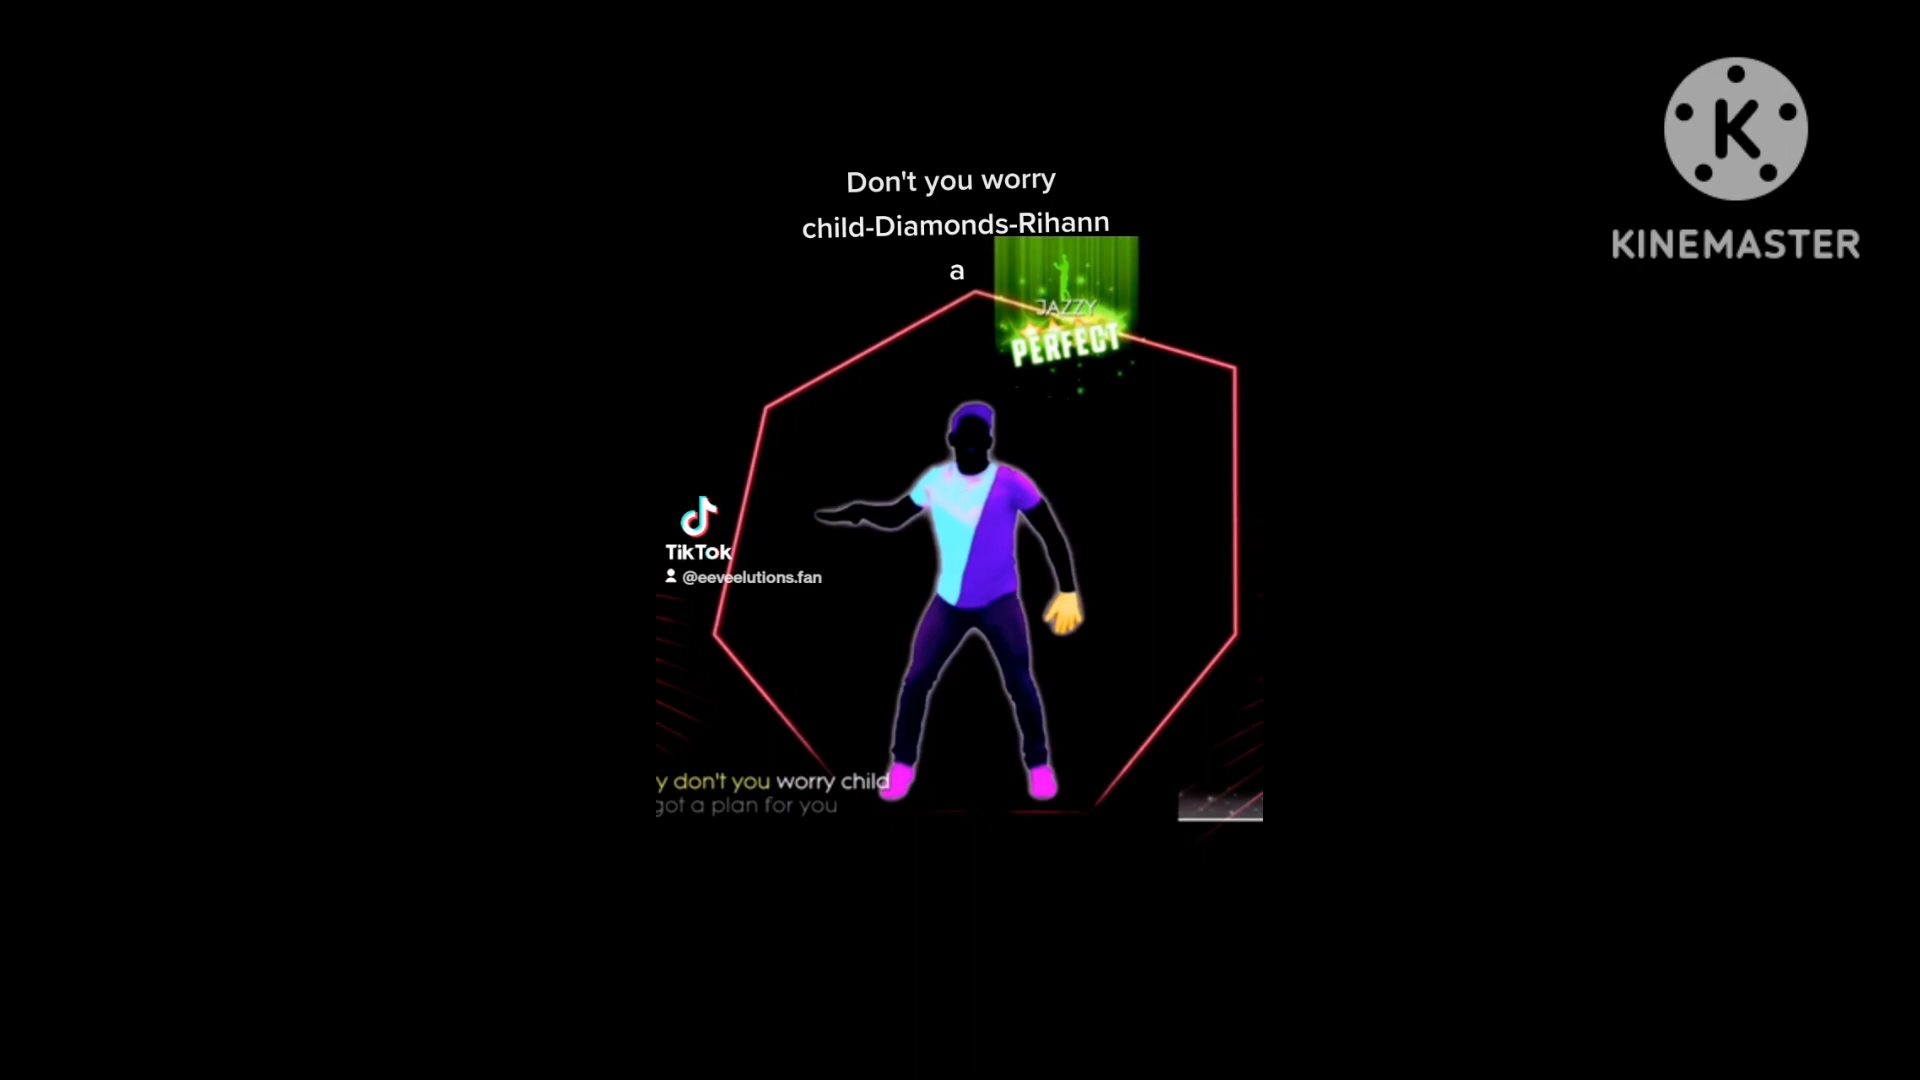 Don't you worry
child-Diamonds-Rihann
a
JAZZY
PERFECT
K
KINEMASTER
TikTok
@eeveelutions.fan
y don't you worry child
got a plan for you